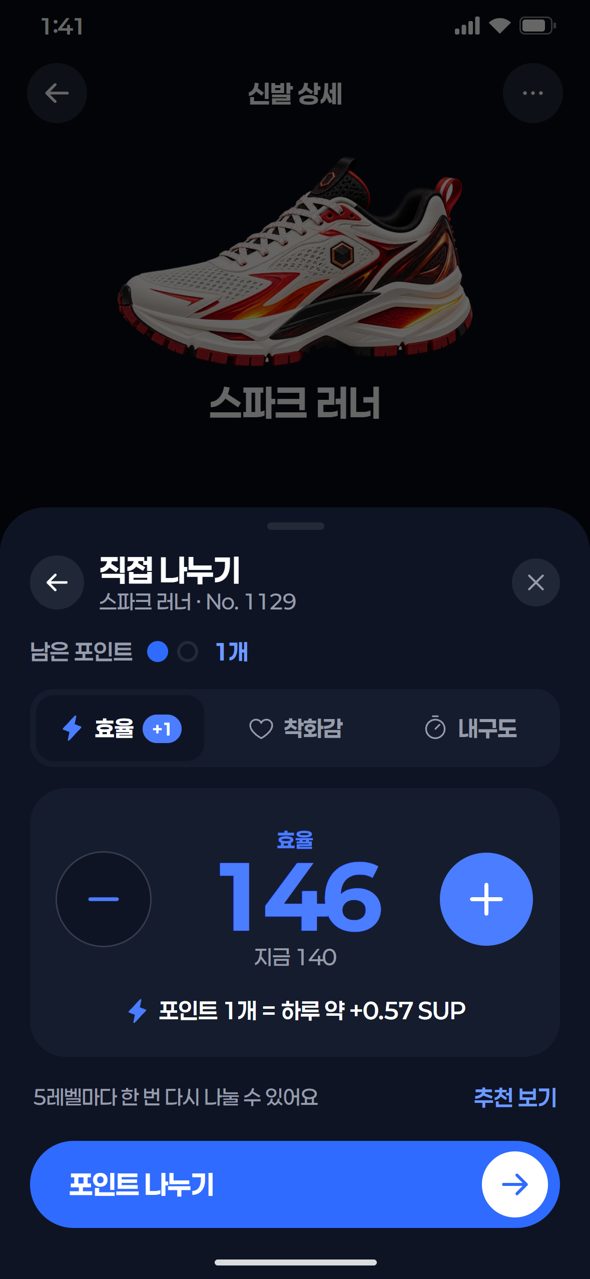 1:41
신발 상세
스파크 러너
직접 나누기
스파크 러너 · No. 1129
남은 포인트 1개
효율 +1 착화감 내구도
효율
146
지금 140
포인트 1개 = 하루 약 +0.57 SUP
5레벨마다 한 번 다시 나눌 수 있어요 추천 보기
포인트 나누기